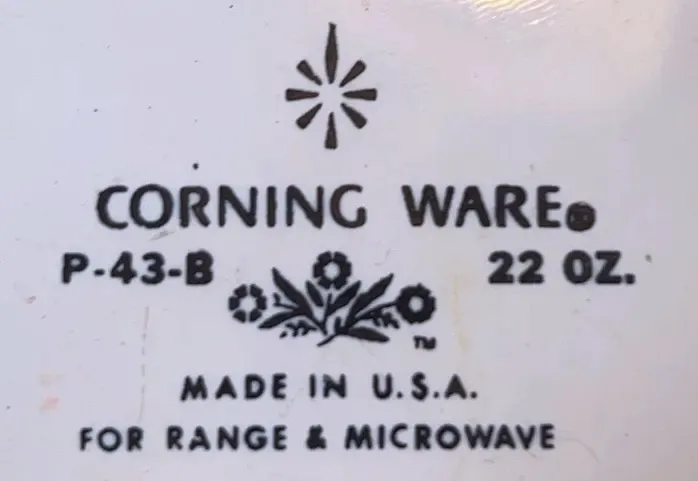 CORNING WARE®
P-43-B 22 OZ.
TM
MADE IN U.S.A.
FOR RANGE & MICROWAVE